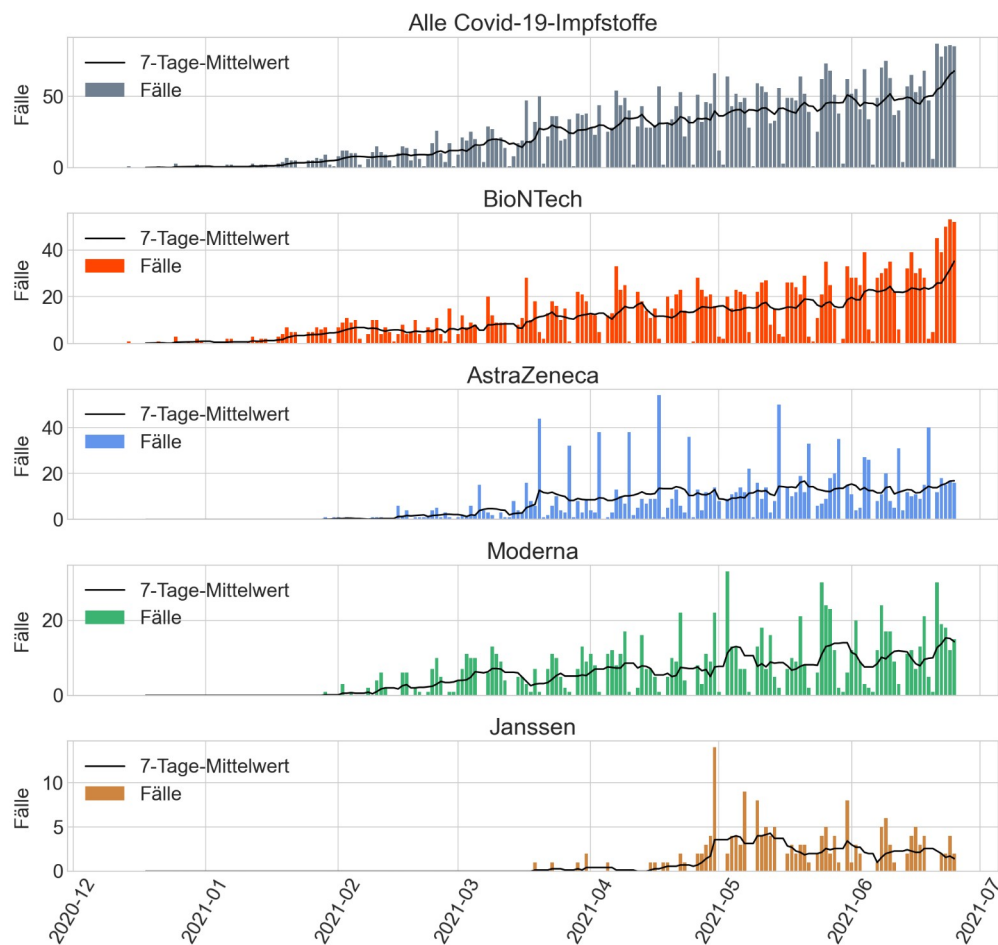 Alle Covid-19-Impfstoffe
7-Tage-Mittelwert
Fälle
Fälle
50
0
BioNTech
7-Tage-Mittelwert
Fälle
Fälle
40
20
0
AstraZeneca
7-Tage-Mittelwert
Fälle
Fälle
40
20
0
Moderna
7-Tage-Mittelwert
Fälle
Fälle
20
0
Janssen
7-Tage-Mittelwert
Fälle
Fälle
10
5
0
2020-12
2021-01
2021-02
2021-03
2021-04
2021-05
2021-06
2021-07